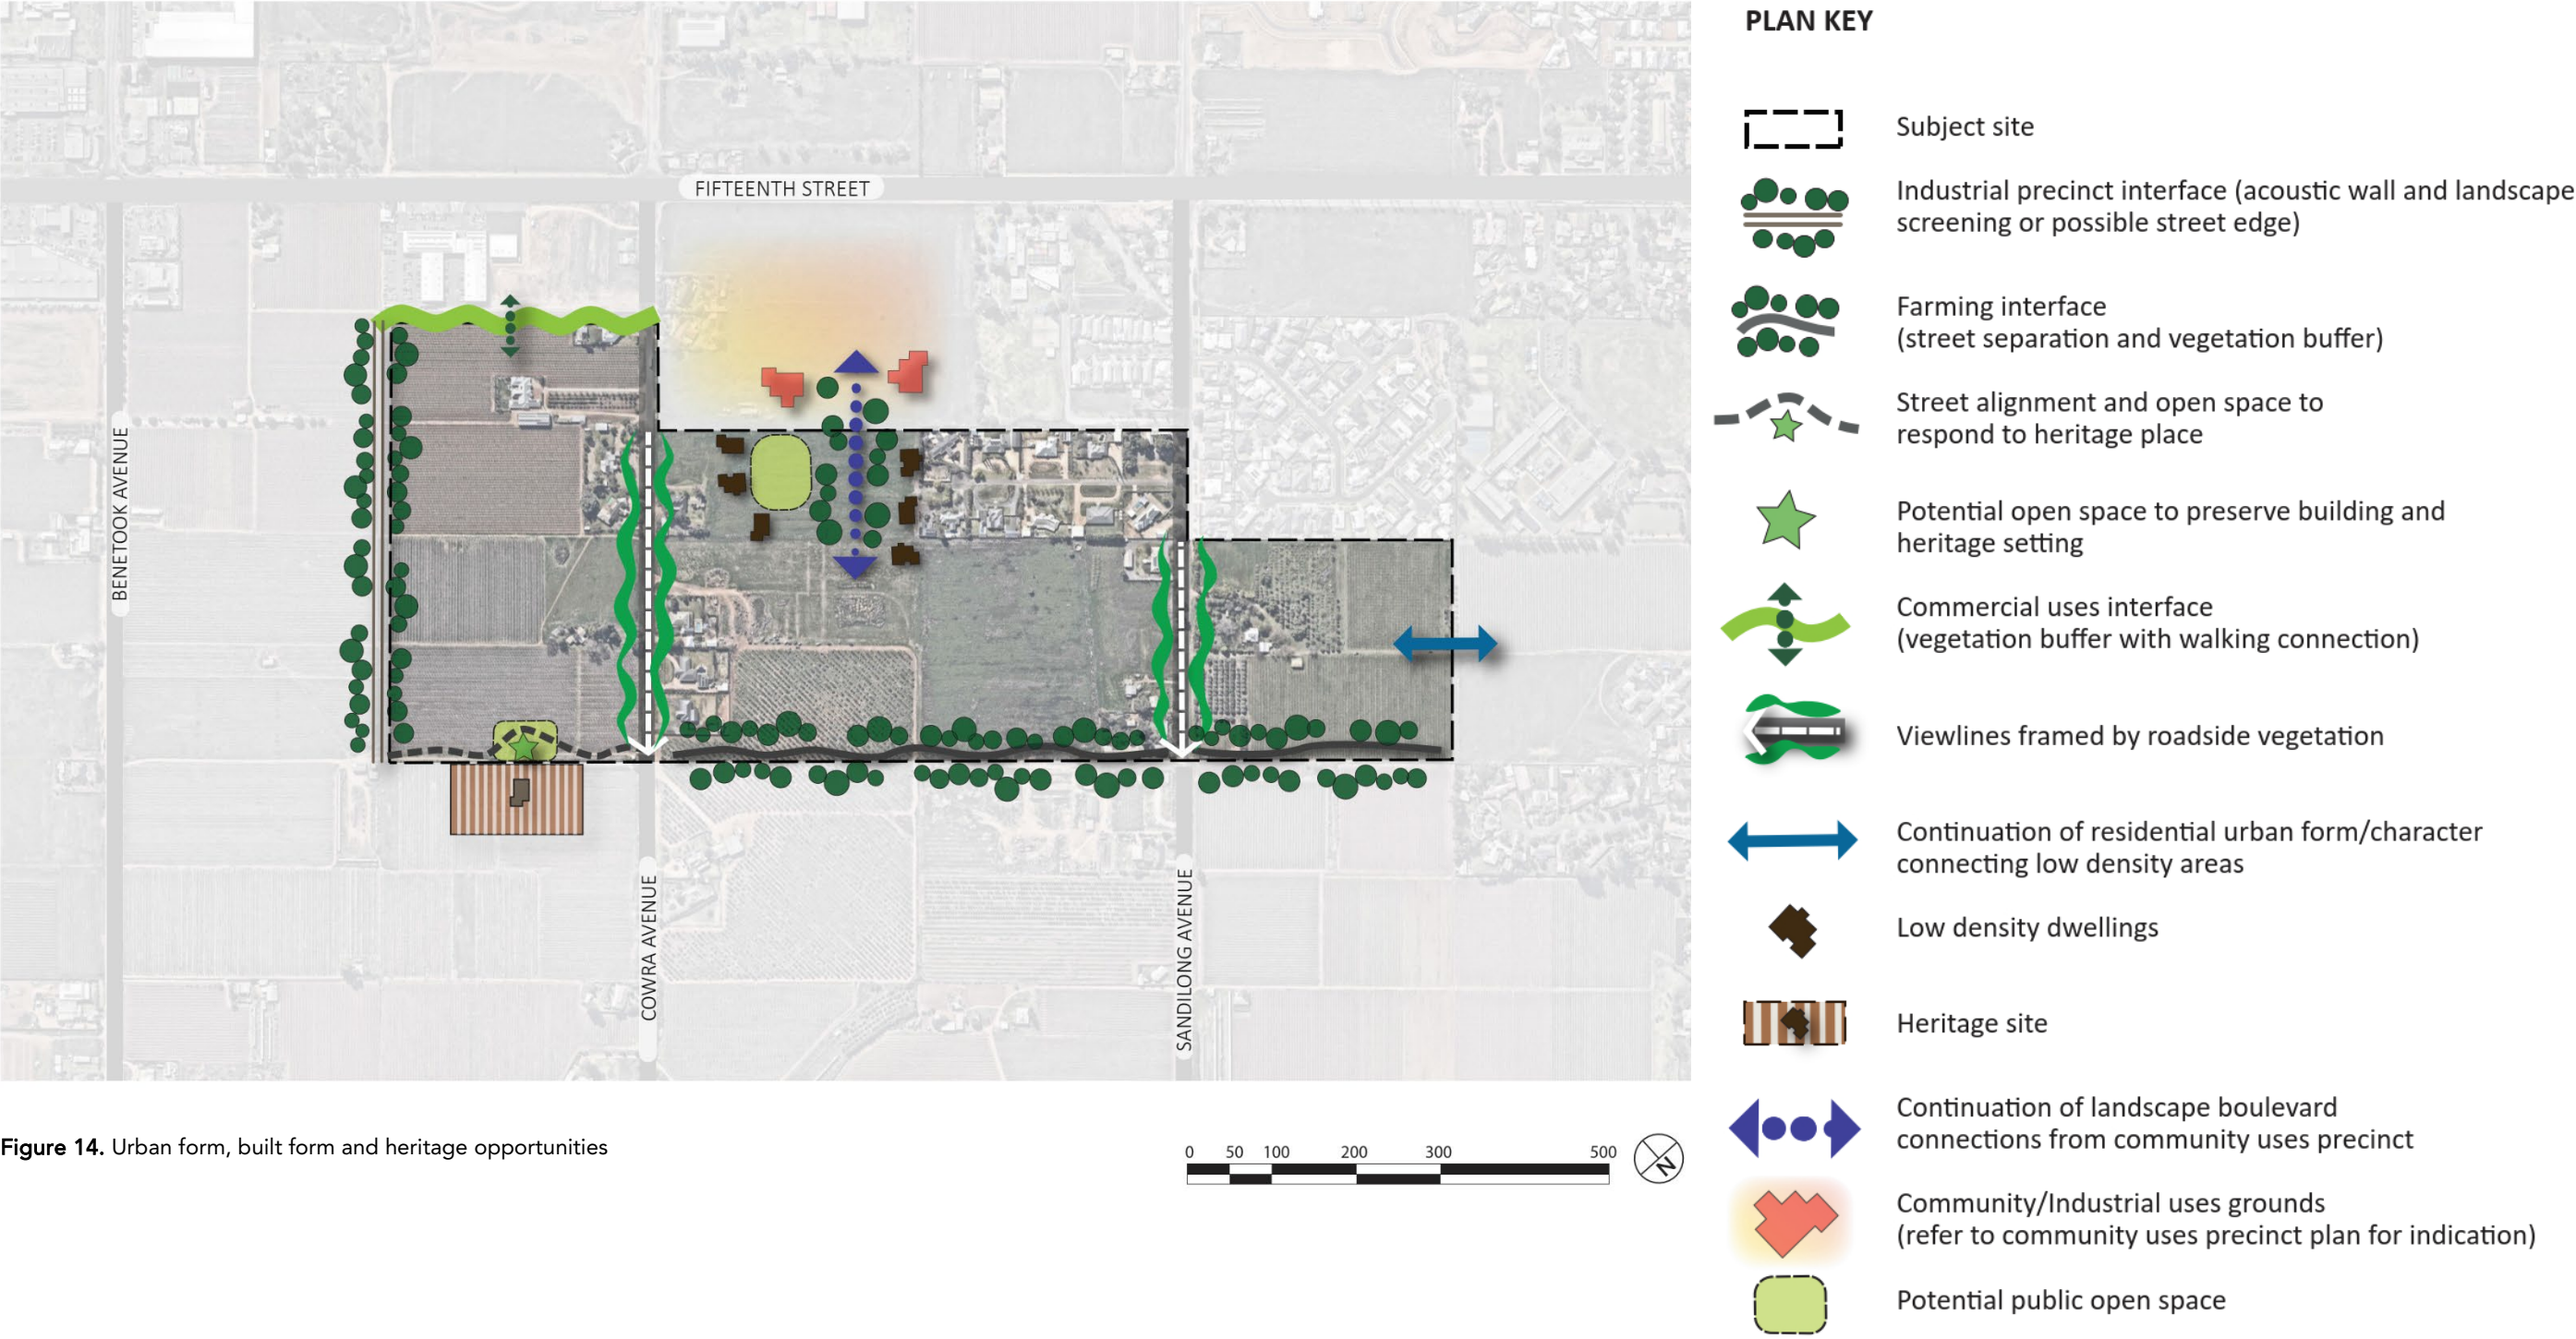 PLAN KEY
Subject site
Industrial precinct interface (acoustic wall and landscape
screening or possible street edge)
Farming interface
(street separation and vegetation buffer)
Street alignment and open space to
respond to heritage place
Potential open space to preserve building and
heritage setting
Commercial uses interface
(vegetation buffer with walking connection)
Viewlines framed by roadside vegetation
Continuation of residential urban form/character
connecting low density areas
Low density dwellings
Heritage site
Continuation of landscape boulevard
connections from community uses precinct
Community/Industrial uses grounds
(refer to community uses precinct plan for indication)
Potential public open space
FIFTEENTH STREET
BENETOOK AVENUE
COWRA AVENUE
SANDILONG AVENUE
Figure 14. Urban form, built form and heritage opportunities
0 50 100 200 300 500
N